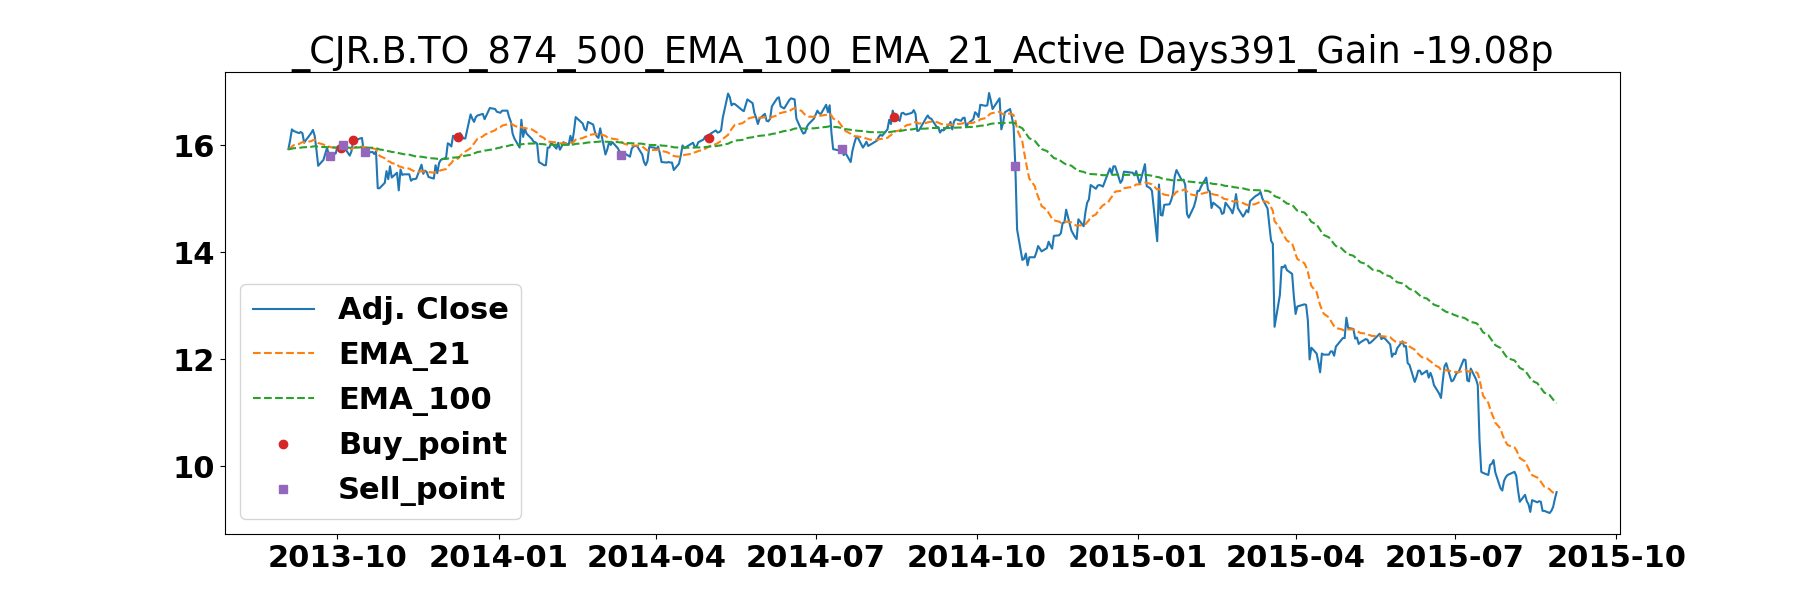 _CJR.B.TO_874_500_EMA_100_EMA_21_Active Days391_Gain -19.08p
16
14
12
10
Adj. Close
EMA_21
EMA_100
Buy_point
Sell_point
2013-10 2014-01 2014-04 2014-07 2014-10 2015-01 2015-04 2015-07 2015-10